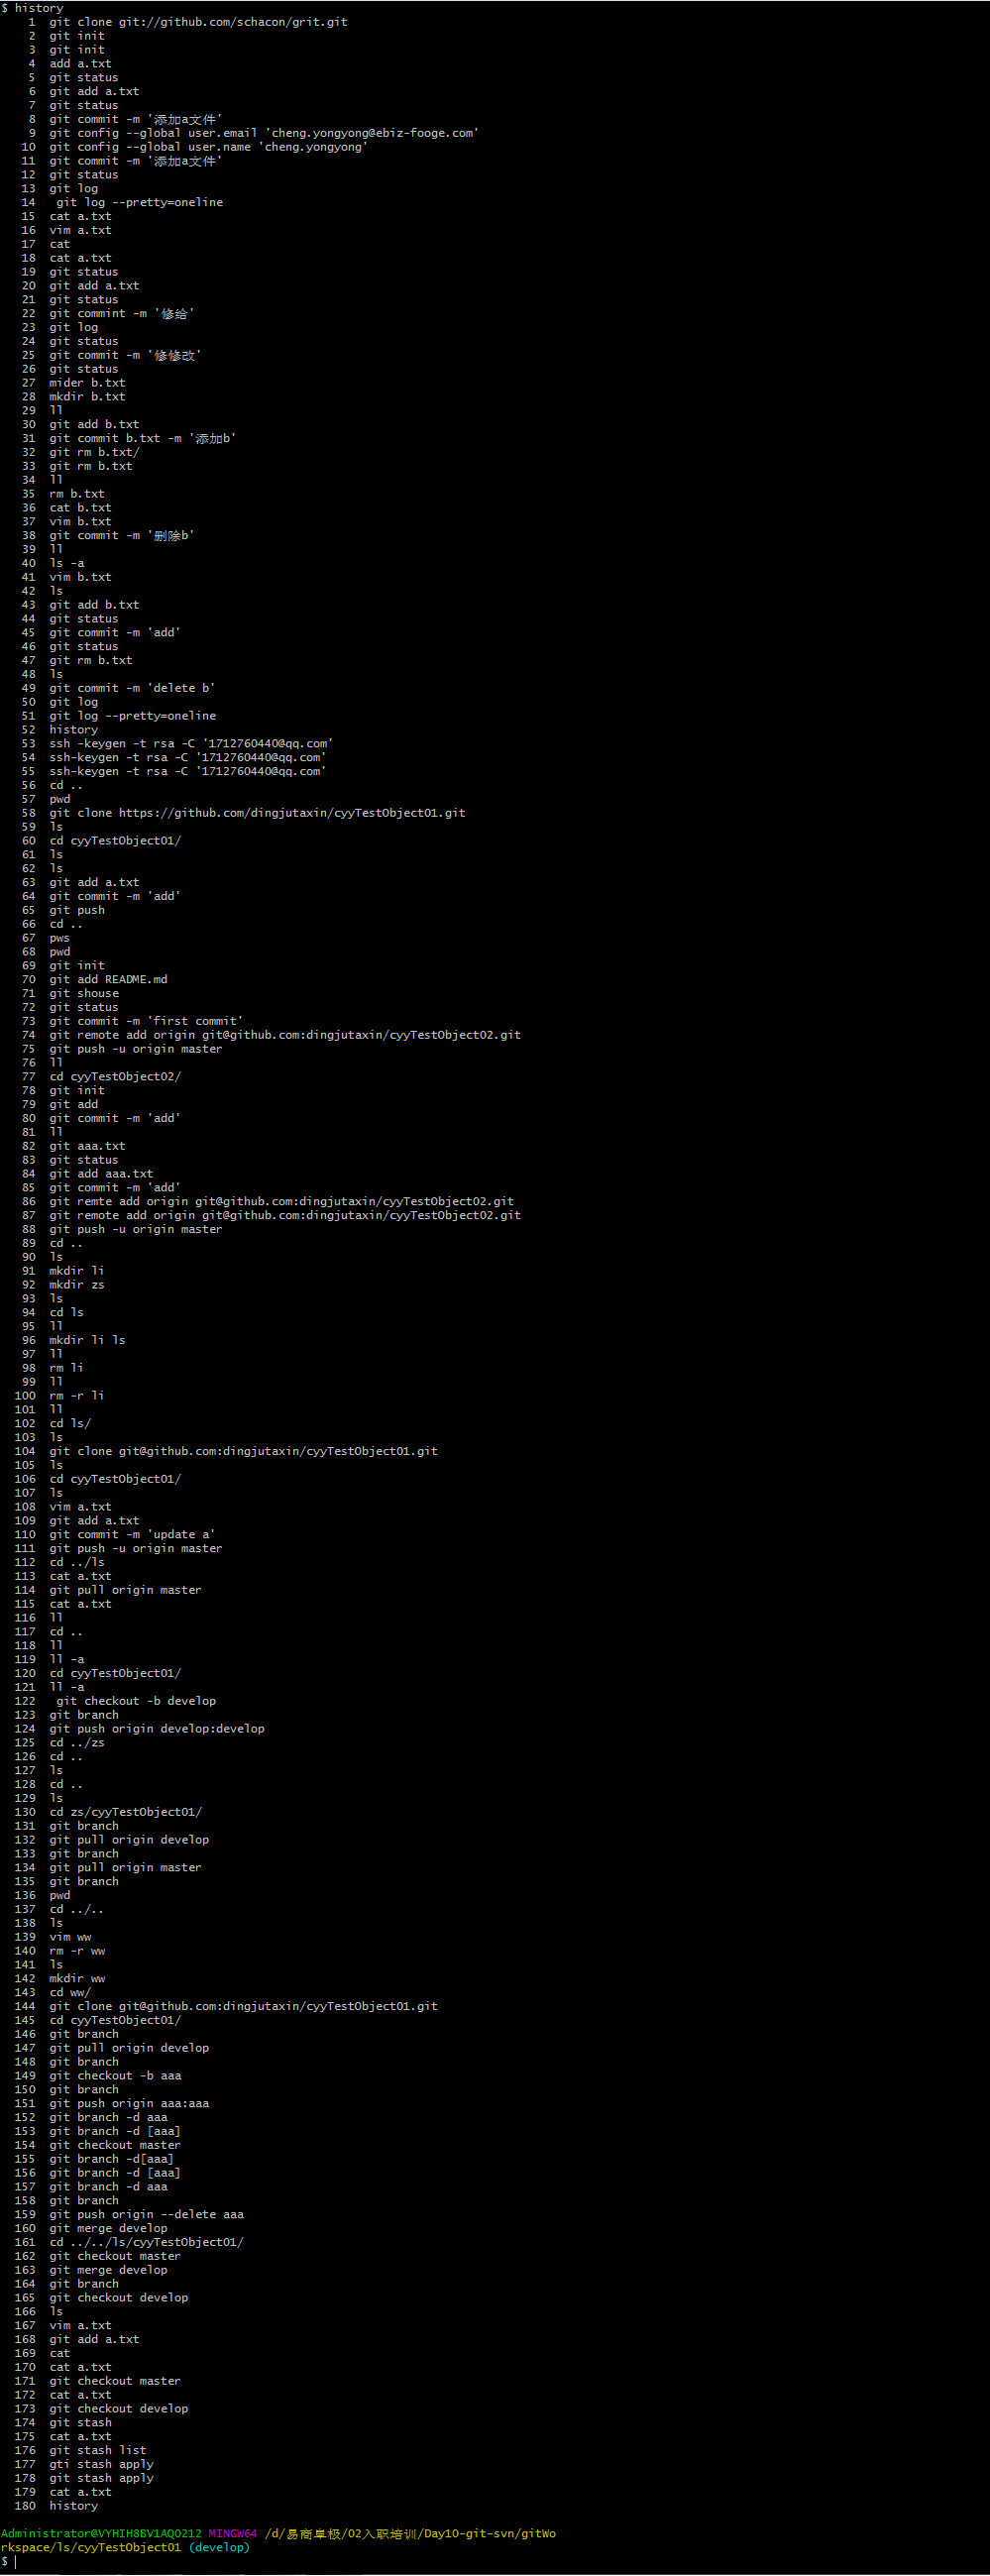 $ history
1 git clone git://github.com/schacon/grit.git
2 git init
3 git init
4 add a.txt
5 git status
6 git add a.txt
7 git status
8 git commit -m '添加a文件'
9 git config --global user.email 'cheng.yongyong@ebiz-fooge.com'
10 git config --global user.name 'cheng.yongyong'
11 git commit -m '添加a文件'
12 git status
13 git log
14  git log --pretty=oneline
15 cat a.txt
16 vim a.txt
17 cat
18 cat a.txt
19 git status
20 git add a.txt
21 git status
22 git commint -m '修给'
23 git log
24 git status
25 git commit -m '修修改'
26 git status
27 mider b.txt
28 mkdir b.txt
29 ll
30 git add b.txt
31 git commit b.txt -m '添加b'
32 git rm b.txt/
33 git rm b.txt
34 ll
35 rm b.txt
36 cat b.txt
37 vim b.txt
38 git commit -m '删除b'
39 ll
40 ls -a
41 vim b.txt
42 ls
43 git add b.txt
44 git status
45 git commit -m 'add'
46 git status
47 git rm b.txt
48 ls
49 git commit -m 'delete b'
50 git log
51 git log --pretty=oneline
52 history
53 ssh -keygen -t rsa -C '1712760440@qq.com'
54 ssh-keygen -t rsa -C '1712760440@qq.com'
55 ssh-keygen -t rsa -C '1712760440@qq.com'
56 cd ..
57 pwd
58 git clone https://github.com/dingjutaxin/cyyTestObject01.git
59 ls
60 cd cyyTestObject01/
61 ls
62 ls
63 git add a.txt
64 git commit -m 'add'
65 git push
66 cd ..
67 pws
68 pwd
69 git init
70 git add README.md
71 git shouse
72 git status
73 git commit -m 'first commit'
74 git remote add origin git@github.com:dingjutaxin/cyyTestObject02.git
75 git push -u origin master
76 ll
77 cd cyyTestObject02/
78 git init
79 git add
80 git commit -m 'add'
81 ll
82 git aaa.txt
83 git status
84 git add aaa.txt
85 git commit -m 'add'
86 git remte add origin git@github.com:dingjutaxin/cyyTestObject02.git
87 git remote add origin git@github.com:dingjutaxin/cyyTestObject02.git
88 git push -u origin master
89 cd ..
90 ls
91 mkdir li
92 mkdir zs
93 ls
94 cd ls
95 ll
96 mkdir li ls
97 ll
98 rm li
99 ll
100 rm -r li
101 ll
102 cd ls/
103 ls
104 git clone git@github.com:dingjutaxin/cyyTestObject01.git
105 ls
106 cd cyyTestObject01/
107 ls
108 vim a.txt
109 git add a.txt
110 git commit -m 'update a'
111 git push -u origin master
112 cd ../ls
113 cat a.txt
114 git pull origin master
115 cat a.txt
116 ll
117 cd ..
118 ll
119 ll -a
120 cd cyyTestObject01/
121 ll -a
122  git checkout -b develop
123 git branch
124 git push origin develop:develop
125 cd ../zs
126 cd ..
127 ls
128 cd ..
129 ls
130 cd zs/cyyTestObject01/
131 git branch
132 git pull origin develop
133 git branch
134 git pull origin master
135 git branch
136 pwd
137 cd ../..
138 ls
139 vim ww
140 rm -r ww
141 ls
142 mkdir ww
143 cd ww/
144 git clone git@github.com:dingjutaxin/cyyTestObject01.git
145 cd cyyTestObject01/
146 git branch
147 git pull origin develop
148 git branch
149 git checkout -b aaa
150 git branch
151 git push origin aaa:aaa
152 git branch -d aaa
153 git branch -d [aaa]
154 git checkout master
155 git branch -d[aaa]
156 git branch -d [aaa]
157 git branch -d aaa
158 git branch
159 git push origin --delete aaa
160 git merge develop
161 cd ../../ls/cyyTestObject01/
162 git checkout master
163 git merge develop
164 git branch
165 git checkout develop
166 ls
167 vim a.txt
168 git add a.txt
169 cat
170 cat a.txt
171 git checkout master
172 cat a.txt
173 git checkout develop
174 git stash
175 cat a.txt
176 git stash list
177 gti stash apply
178 git stash apply
179 cat a.txt
180 history
Administrator@VYHIH8BV1AQO212 MINGW64 /d/易商阜极/02入职培训/Day10-git-svn/gitWo
rkspace/ls/cyyTestObject01 (develop)
$